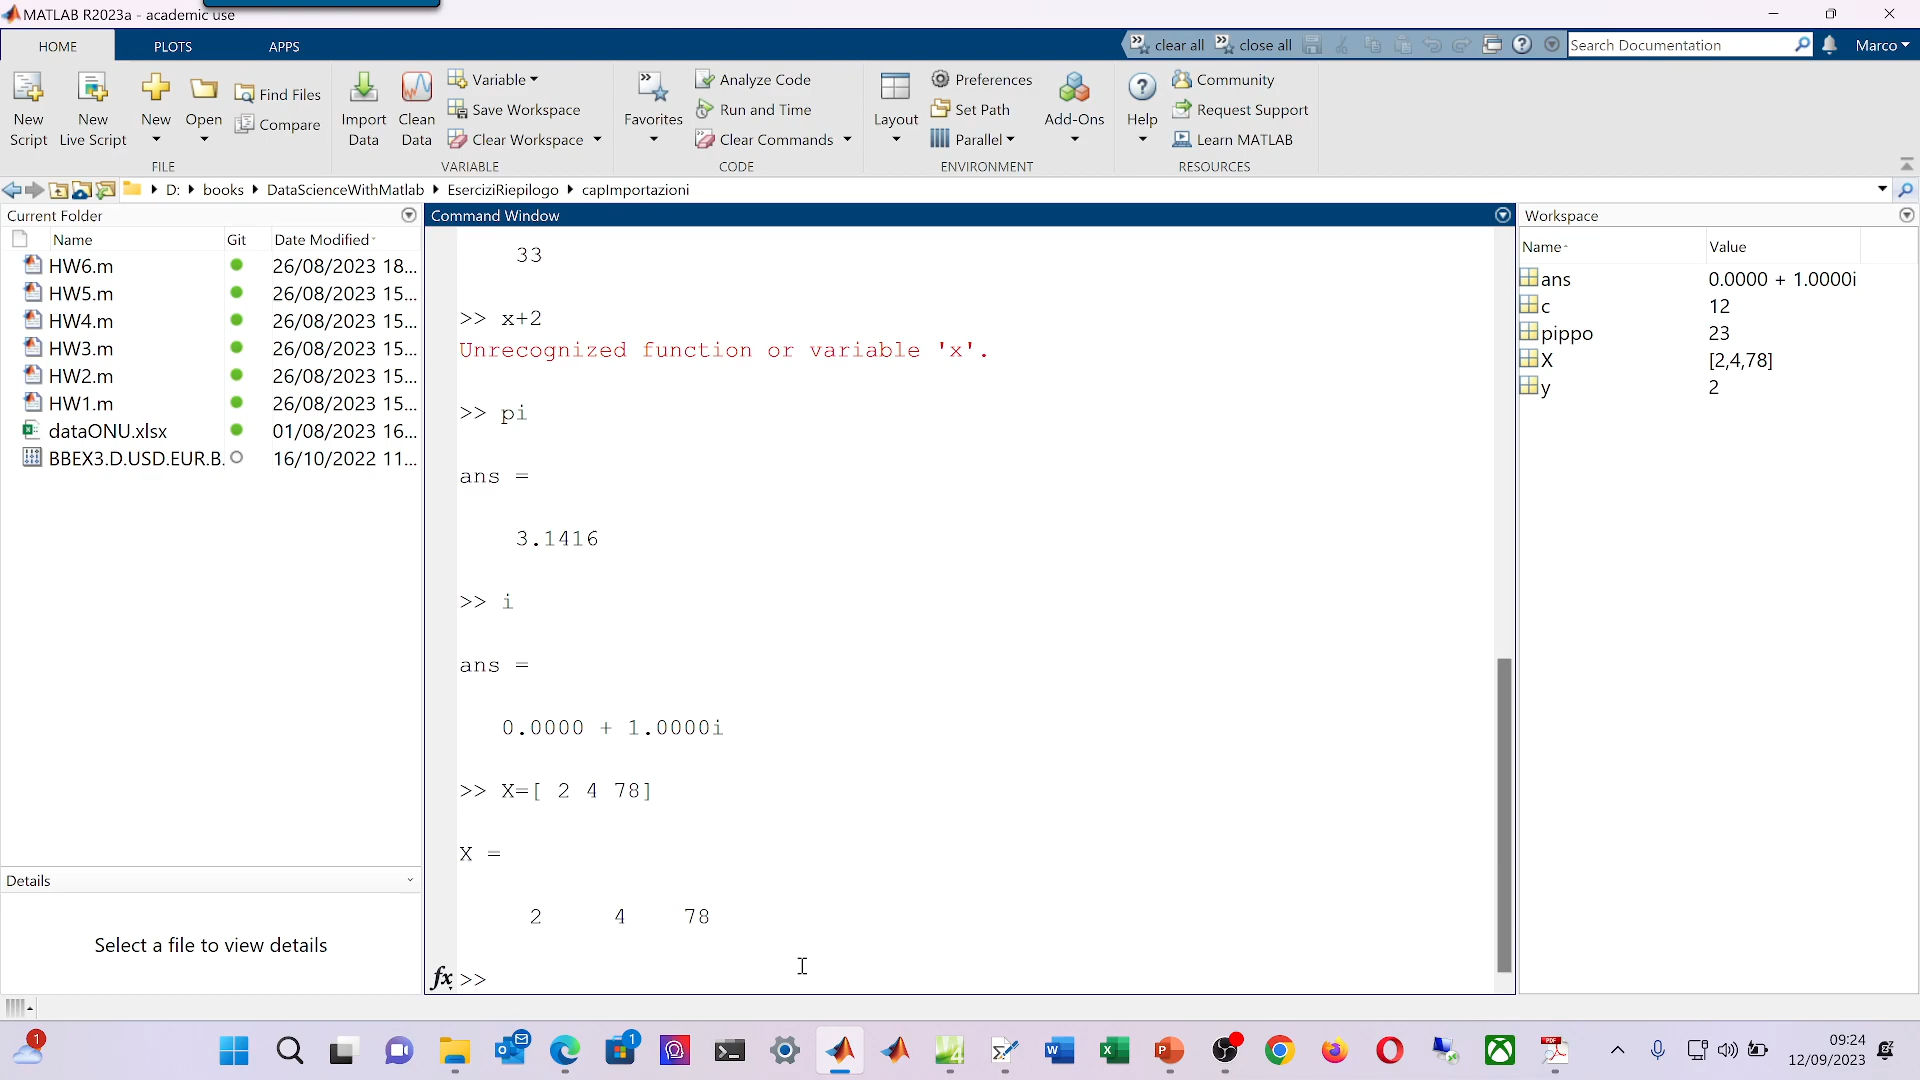 MATLAB R2023a - academic use
HOME PLOTS APPS
clear all close all
Search Documentation
Marco
New Script
New Live Script
New
Open
Find Files
Compare
FILE
Import Data
Clean Data
Variable
Save Workspace
Clear Workspace
VARIABLE
Favorites
Analyze Code
Run and Time
Clear Commands
CODE
Layout
Preferences
Set Path
Parallel
Add-Ons
ENVIRONMENT
Help
Community
Request Support
Learn MATLAB
RESOURCES
D: books DataScienceWithMatlab EserciziRiepilogo capImportazioni
Current Folder
Name Git Date Modified
HW6.m 26/08/2023 18...
HW5.m 26/08/2023 15...
HW4.m 26/08/2023 15...
HW3.m 26/08/2023 15...
HW2.m 26/08/2023 15...
HW1.m 26/08/2023 15...
dataONU.xlsx 01/08/2023 16...
BBEX3.D.USD.EUR.B. 16/10/2022 11...
Details
Select a file to view details
Command Window
33
>> x+2
Unrecognized function or variable 'x'.
>> pi
ans =
3.1416
>> i
ans =
0.0000 + 1.0000i
>> X=[ 2 4 78]
X =
2 4 78
fx >>
Workspace
Name Value
ans 0.0000 + 1.0000i
c 12
pippo 23
X [2,4,78]
y 2
09:24
12/09/2023